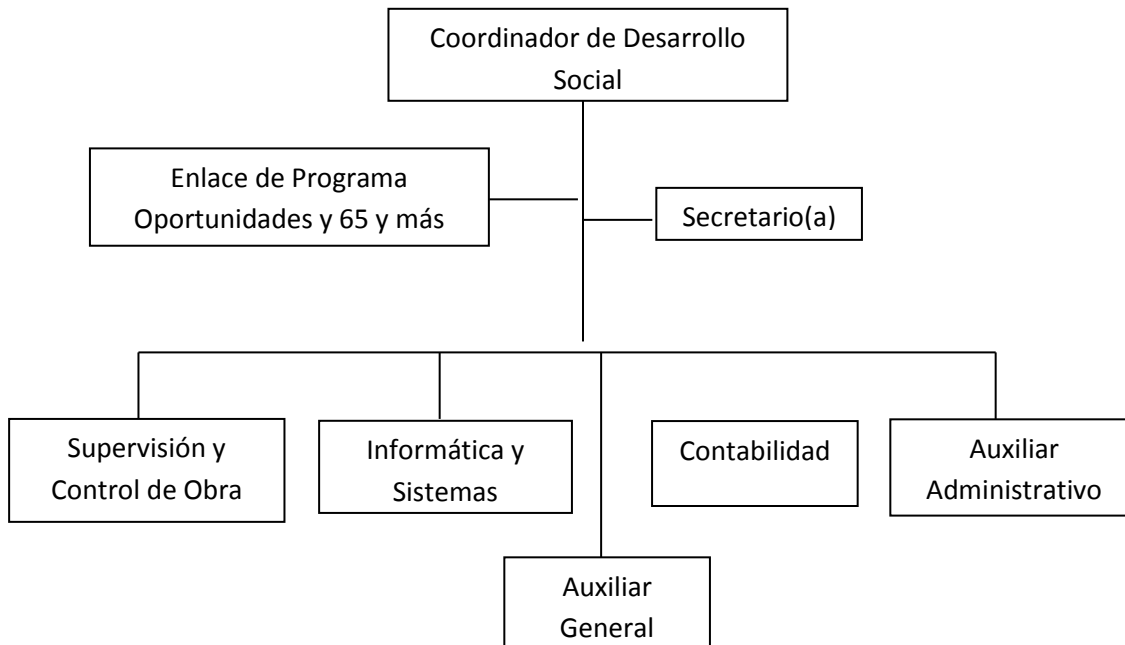 Coordinador de Desarrollo
Social
Enlace de Programa
Oportunidades y 65 y más
Secretario(a)
Supervisión y
Control de Obra
Informática y
Sistemas
Contabilidad
Auxiliar
Administrativo
Auxiliar
General